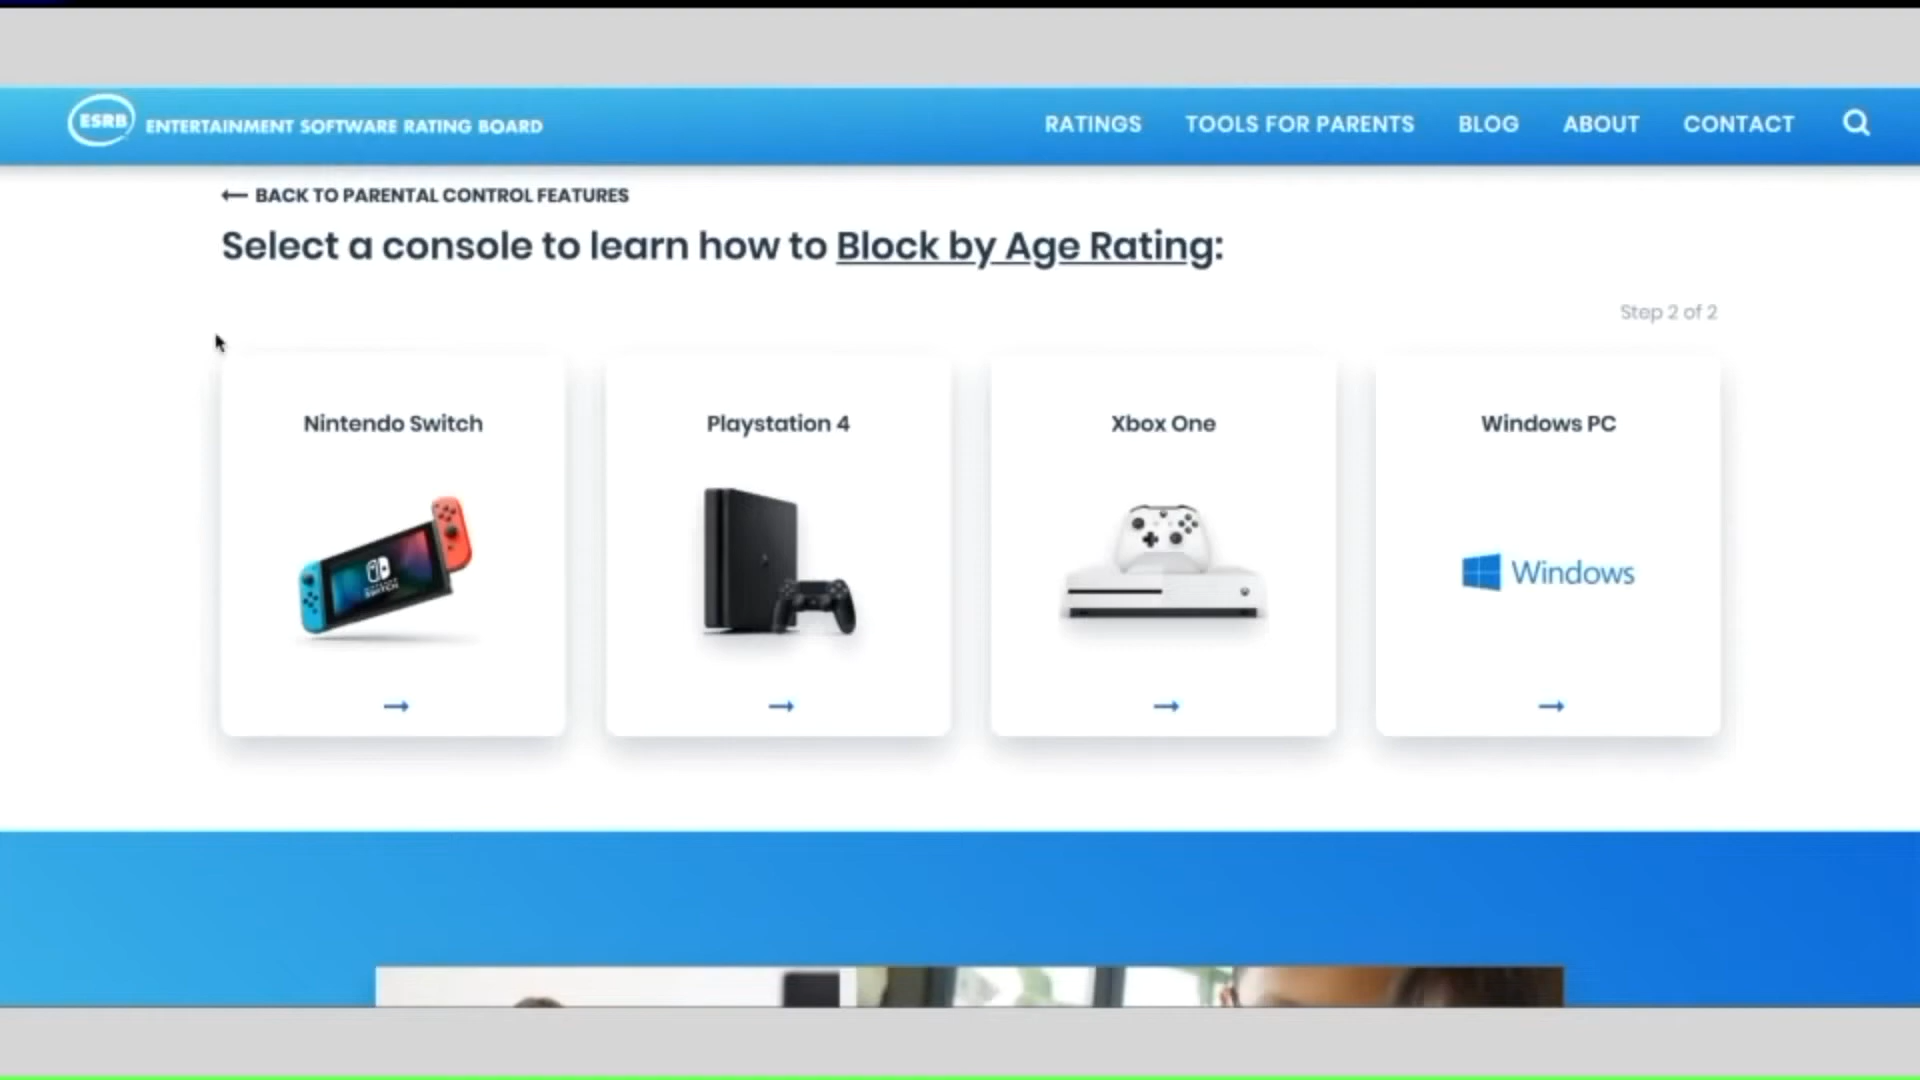 ESRB ENTERTAINMENT SOFTWARE RATING BOARD RATINGS TOOLS FOR PARENTS BLOG ABOUT CONTACT
BACK TO PARENTAL CONTROL FEATURES
Select a console to learn how to Block by Age Rating:
Step 2 of 2
Nintendo Switch Playstation 4 Xbox One Windows PC
SWITCH
Windows